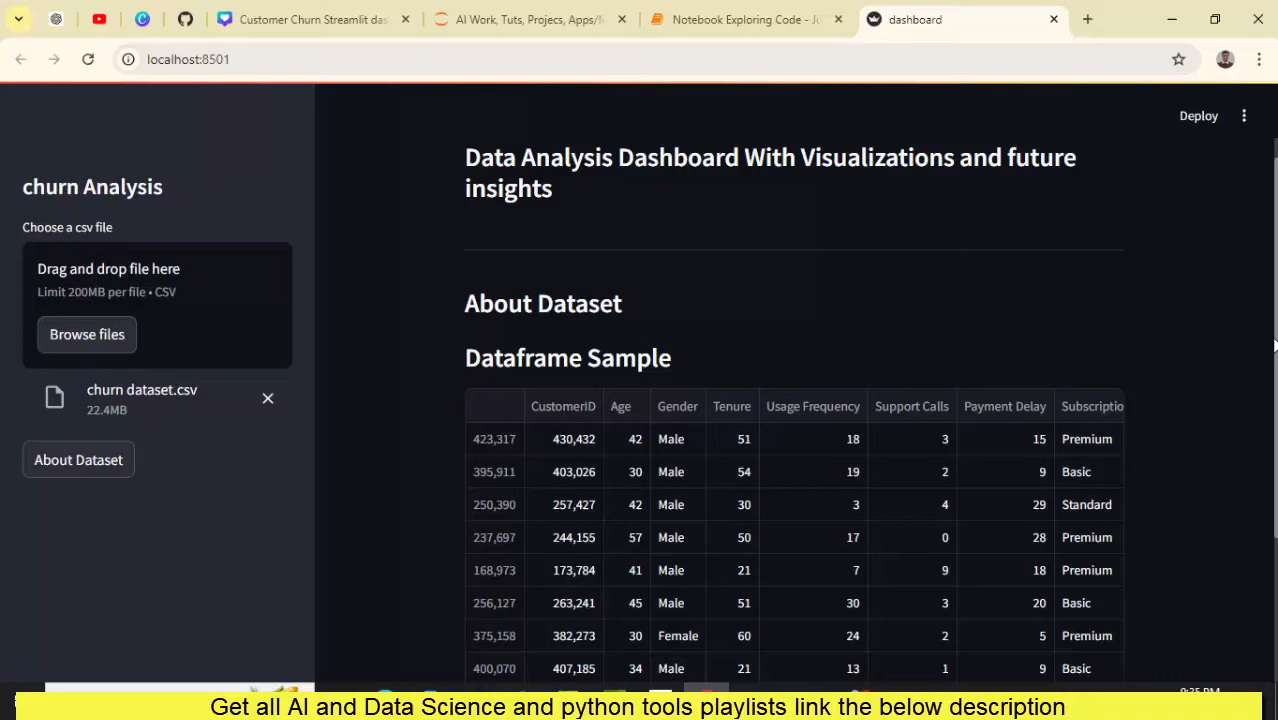 Customer Churn Streamlit das
AI Work, Tuts, Projecs, Apps/N
Notebook Exploring Code - Ju
dashboard
localhost:8501
Deploy
churn Analysis
Choose a csv file
Drag and drop file here
Limit 200MB per file • CSV
Browse files
churn dataset.csv
22.4MB
About Dataset
Data Analysis Dashboard With Visualizations and future
insights
About Dataset
Dataframe Sample
CustomerID Age Gender Tenure Usage Frequency Support Calls Payment Delay Subscriptio
423,317 430,432 42 Male 51 18 3 15 Premium
395,911 403,026 30 Male 54 19 2 9 Basic
250,390 257,427 42 Male 30 3 4 29 Standard
237,697 244,155 57 Male 50 17 0 28 Premium
168,973 173,784 41 Male 21 7 9 18 Premium
256,127 263,241 45 Male 51 30 3 20 Basic
375,158 382,273 30 Female 60 24 2 5 Premium
400,070 407,185 34 Male 21 13 1 9 Basic
Get all AI and Data Science and python tools playlists link the below description